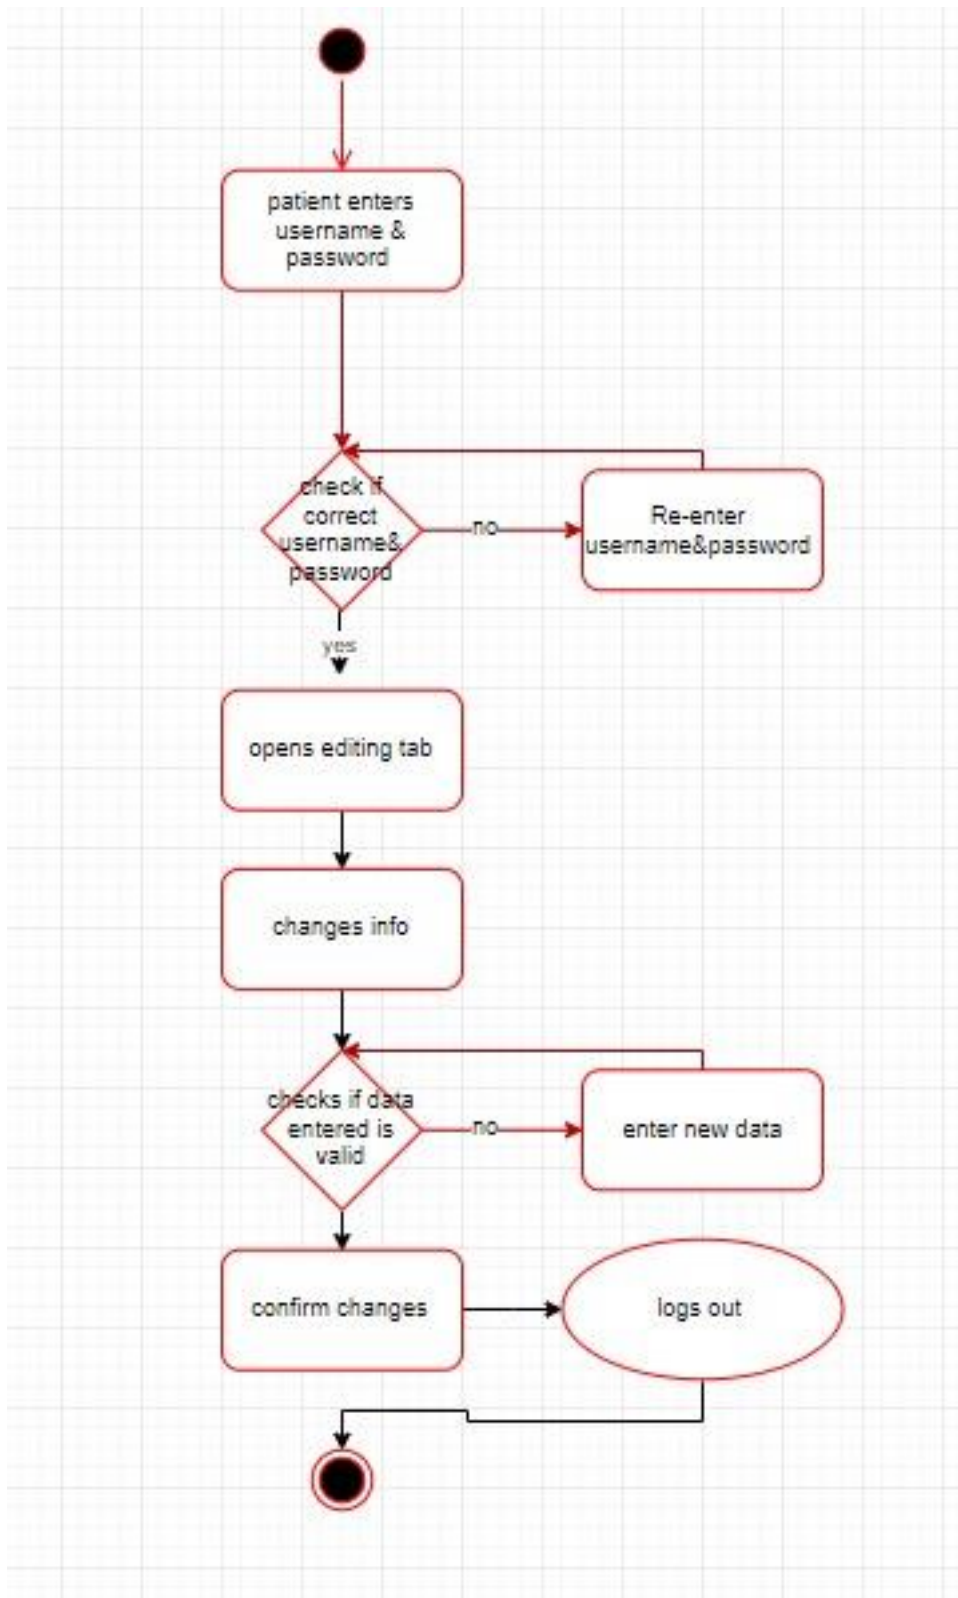 patient enters
username &
password
check if
correct
username&
password
no
Re-enter
username&password
yes
opens editing tab
changes info
checks if data
entered is
valid
no
enter new data
confirm changes
logs out